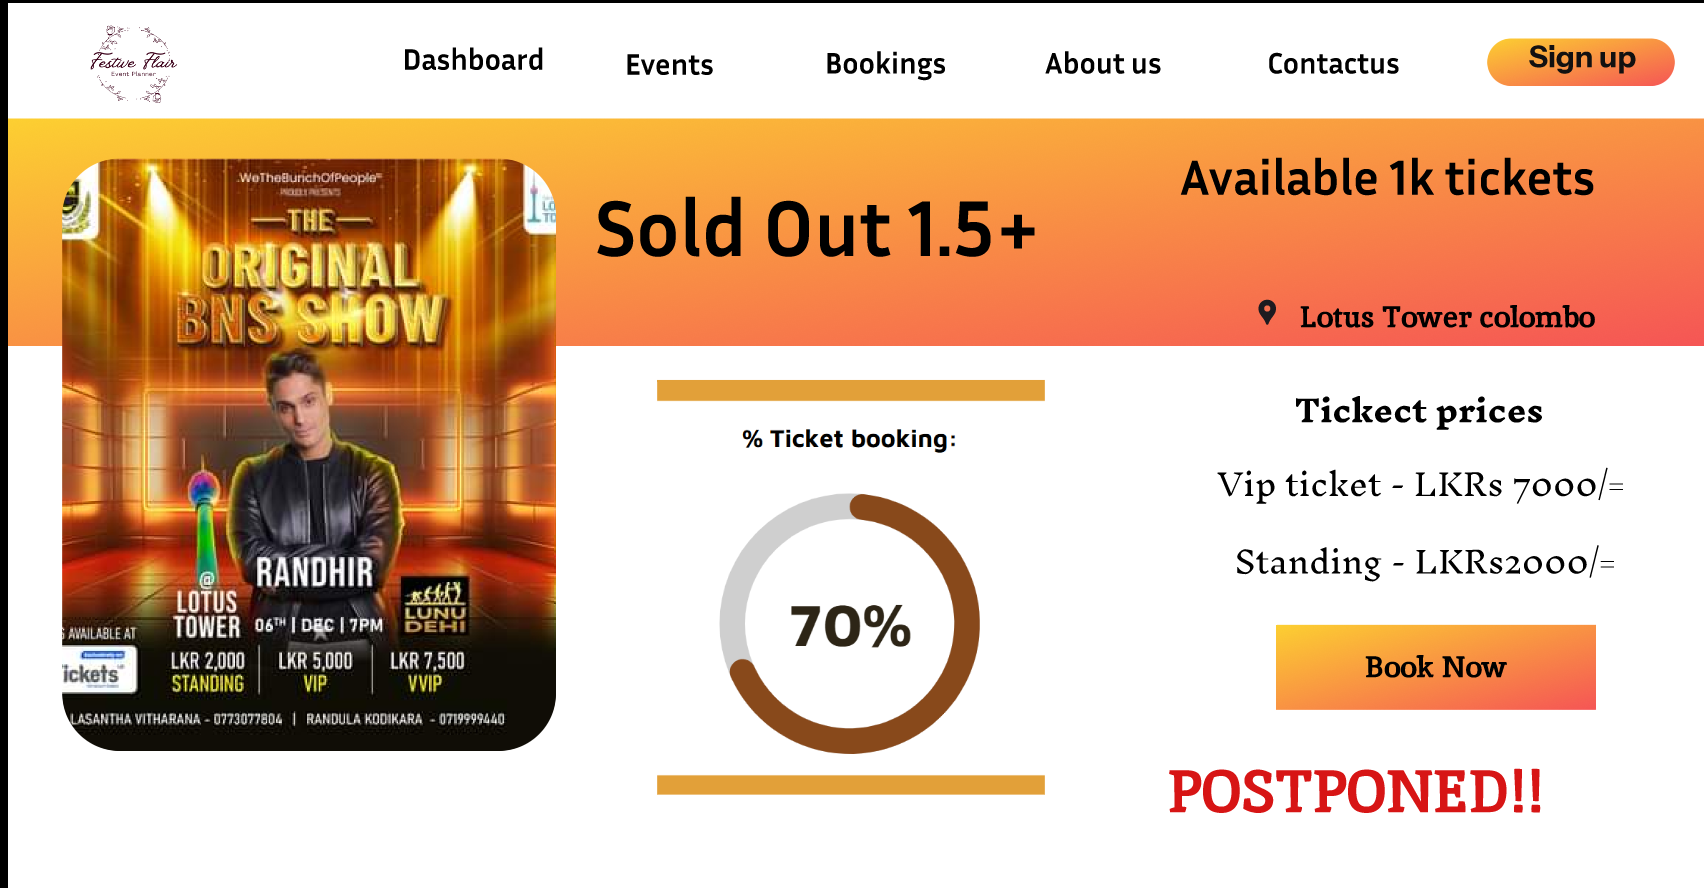 Festive Flair
Event Planner
Dashboard
Events
Bookings
About us
Contactus
Sign up
WeTheBunchOfPeople
PROUDLY PRESENTS
THE
ORIGINAL
BNS SHOW
RANDHIR
@
LOTUS
TOWER
06TH | DEC | 7PM
LUNU
DEHI
AVAILABLE AT
ickets
LKR 2,000
STANDING
LKR 5,000
VIP
LKR 7,500
VVIP
LASANTHA VITHARANA - 0773077804 | RANDULA KODIKARA - 0719999440
Sold Out 1.5+
Available 1k tickets
Lotus Tower colombo
% Ticket booking:
70%
Tickect prices
Vip ticket - LKRs 7000/=
Standing - LKRs2000/=
Book Now
POSTPONED!!